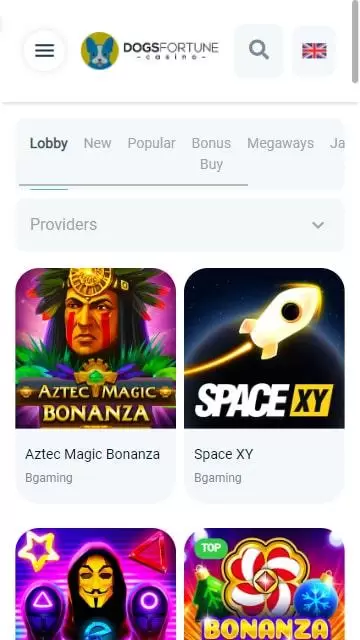 DOGSFORTUNE
- casino -
Lobby New Popular Bonus Buy Megaways Ja
Providers
AZTEC MAGIC
BONANZA
SPACE XY
Aztec Magic Bonanza
Bgaming
Space XY
Bgaming
TOP
BONANZA